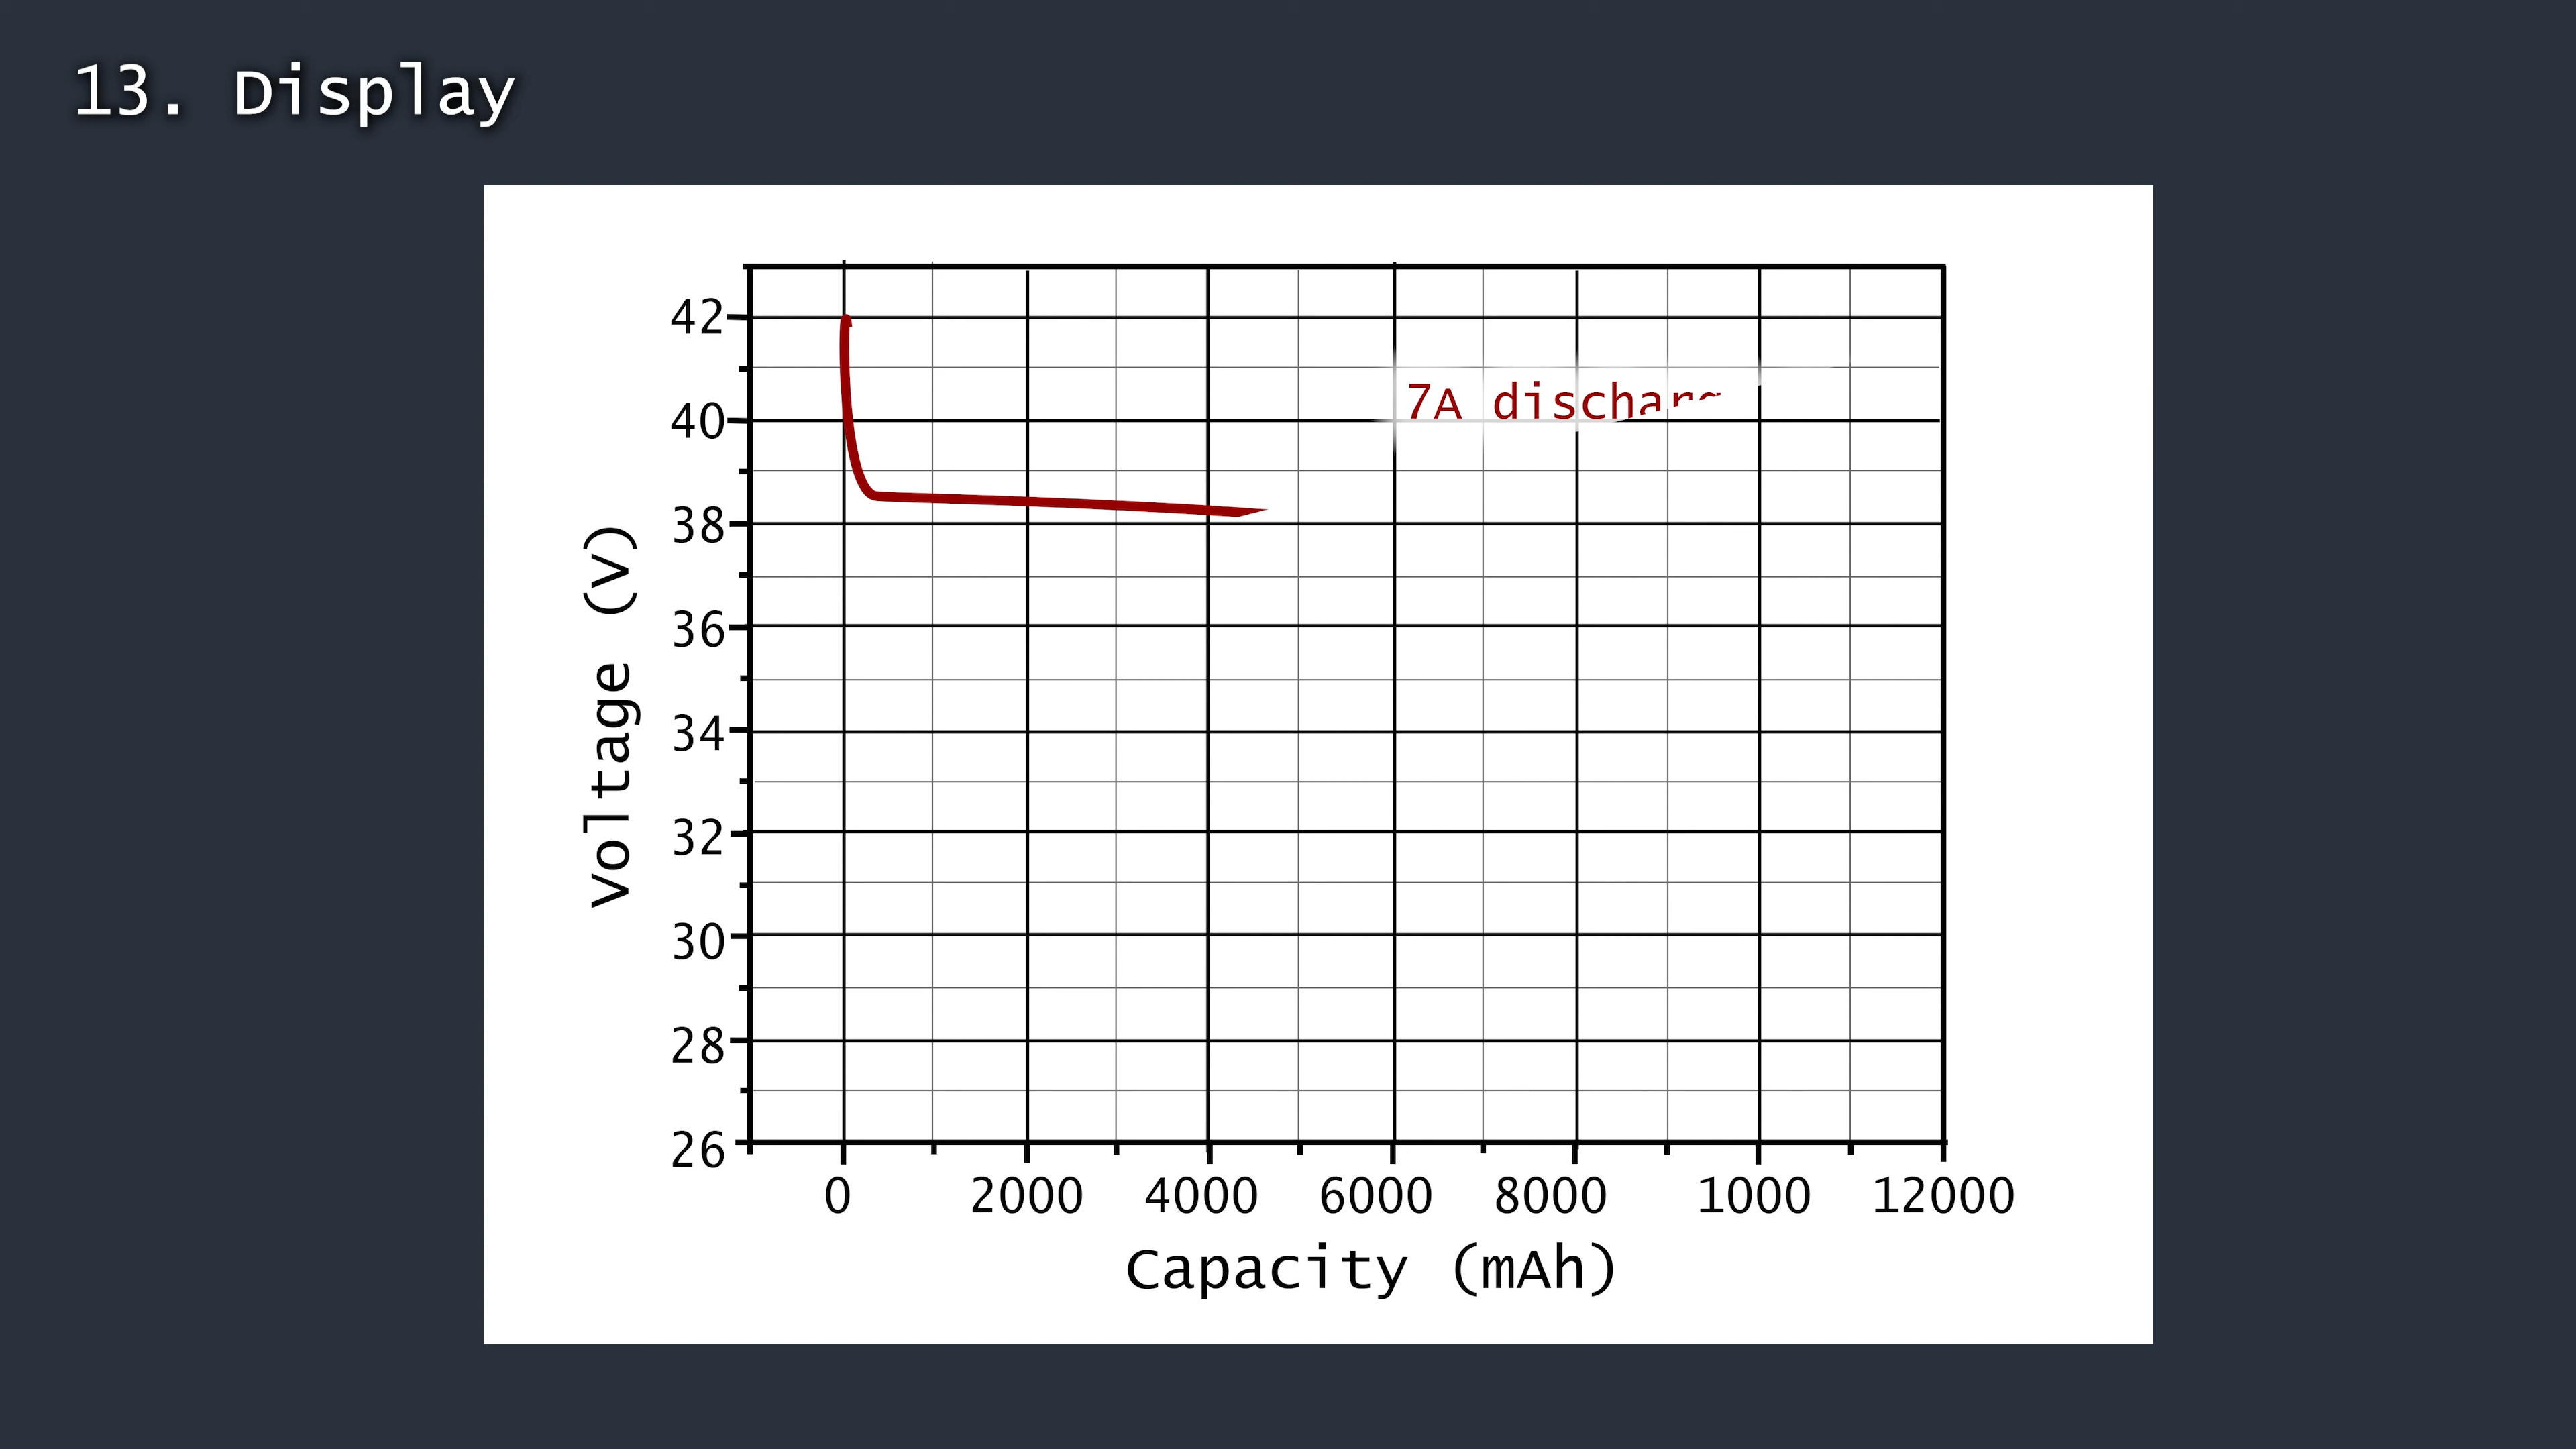 13. Display
42
40
38
36
34
32
30
28
26
Voltage (V)
7A discharg
0 2000 4000 6000 8000 1000 12000
Capacity (mAh)